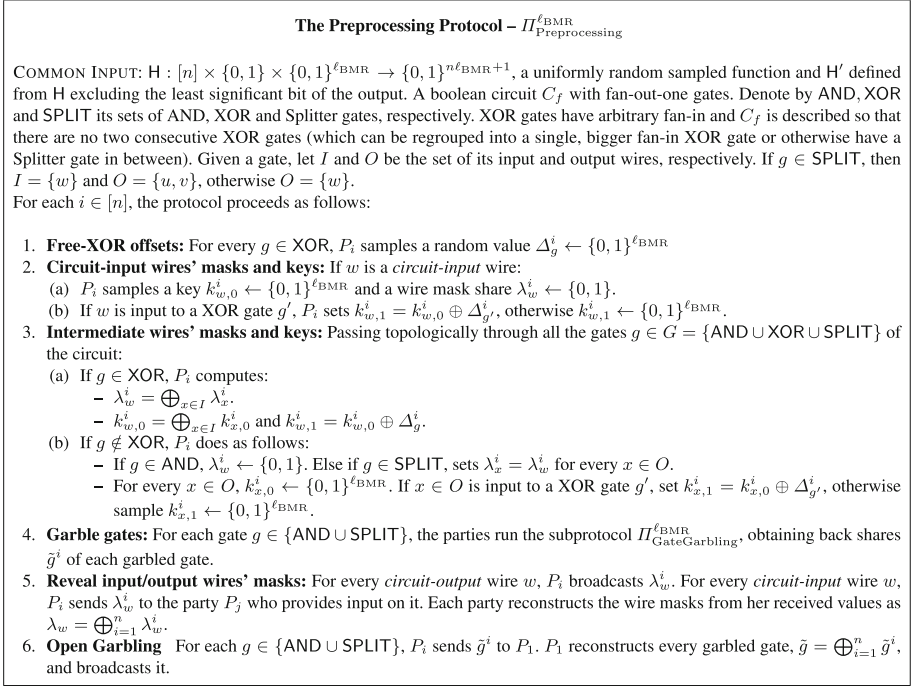 The Preprocessing Protocol – Π^{ℓ_BMR}_{Preprocessing}
COMMON INPUT: H : [n] × {0, 1} × {0, 1}^{ℓ_BMR} → {0, 1}^{nℓ_BMR+1}, a uniformly random sampled function and H′ defined
from H excluding the least significant bit of the output. A boolean circuit C_f with fan-out-one gates. Denote by AND, XOR
and SPLIT its sets of AND, XOR and Splitter gates, respectively. XOR gates have arbitrary fan-in and C_f is described so that
there are no two consecutive XOR gates (which can be regrouped into a single, bigger fan-in XOR gate or otherwise have a
Splitter gate in between). Given a gate, let I and O be the set of its input and output wires, respectively. If g ∈ SPLIT, then
I = {w} and O = {u, v}, otherwise O = {w}.
For each i ∈ [n], the protocol proceeds as follows:
1. Free-XOR offsets: For every g ∈ XOR, P_i samples a random value Δ^i_g ← {0, 1}^{ℓ_BMR}
2. Circuit-input wires' masks and keys: If w is a circuit-input wire:
(a) P_i samples a key k^i_{w,0} ← {0, 1}^{ℓ_BMR} and a wire mask share λ^i_w ← {0, 1}.
(b) If w is input to a XOR gate g′, P_i sets k^i_{w,1} = k^i_{w,0} ⊕ Δ^i_{g′}, otherwise k^i_{w,1} ← {0, 1}^{ℓ_BMR}.
3. Intermediate wires' masks and keys: Passing topologically through all the gates g ∈ G = {AND ∪ XOR ∪ SPLIT} of
the circuit:
(a) If g ∈ XOR, P_i computes:
– λ^i_w = ⊕_{x∈I} λ^i_x.
– k^i_{w,0} = ⊕_{x∈I} k^i_{x,0} and k^i_{w,1} = k^i_{w,0} ⊕ Δ^i_g.
(b) If g ∉ XOR, P_i does as follows:
– If g ∈ AND, λ^i_w ← {0, 1}. Else if g ∈ SPLIT, sets λ^i_x = λ^i_w for every x ∈ O.
– For every x ∈ O, k^i_{x,0} ← {0, 1}^{ℓ_BMR}. If x ∈ O is input to a XOR gate g′, set k^i_{x,1} = k^i_{x,0} ⊕ Δ^i_{g′}, otherwise
sample k^i_{x,1} ← {0, 1}^{ℓ_BMR}.
4. Garble gates: For each gate g ∈ {AND ∪ SPLIT}, the parties run the subprotocol Π^{ℓ_BMR}_{GateGarbling}, obtaining back shares
g̃^i of each garbled gate.
5. Reveal input/output wires' masks: For every circuit-output wire w, P_i broadcasts λ^i_w. For every circuit-input wire w,
P_i sends λ^i_w to the party P_j who provides input on it. Each party reconstructs the wire masks from her received values as
λ_w = ⊕^n_{i=1} λ^i_w.
6. Open Garbling For each g ∈ {AND ∪ SPLIT}, P_i sends g̃^i to P_1. P_1 reconstructs every garbled gate, g̃ = ⊕^n_{i=1} g̃^i,
and broadcasts it.